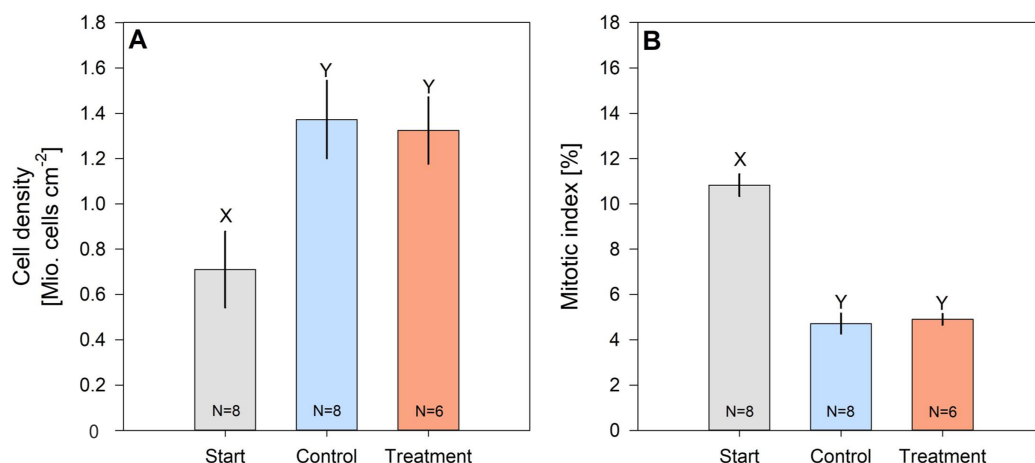 A
Cell density
[Mio. cells cm-2]
1.8
1.6
1.4
1.2
1.0
0.8
0.6
0.4
0.2
0
X
Y
Y
N=8
N=8
N=6
Start
Control
Treatment
B
Mitotic index [%]
18
16
14
12
10
8
6
4
2
0
X
Y
Y
N=8
N=8
N=6
Start
Control
Treatment